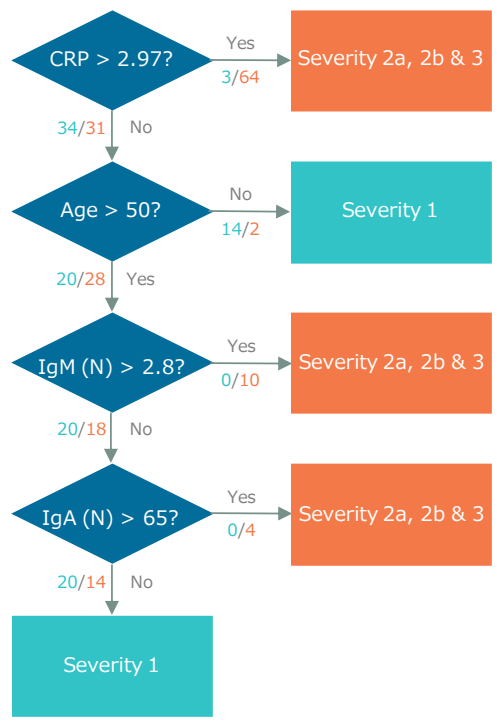 CRP > 2.97?
Yes
3/64
Severity 2a, 2b & 3
34/31
No
Age > 50?
No
14/2
Severity 1
20/28
Yes
IgM (N) > 2.8?
Yes
0/10
Severity 2a, 2b & 3
20/18
No
IgA (N) > 65?
Yes
0/4
Severity 2a, 2b & 3
20/14
No
Severity 1